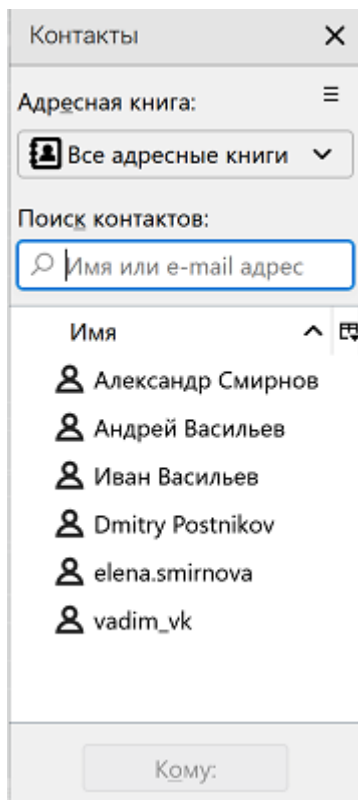 Контакты
Адресная книга:
Все адресные книги
Поиск контактов:
Имя или e-mail адрес
Имя
Александр Смирнов
Андрей Васильев
Иван Васильев
Dmitry Postnikov
elena.smirnova
vadim_vk
Кому: